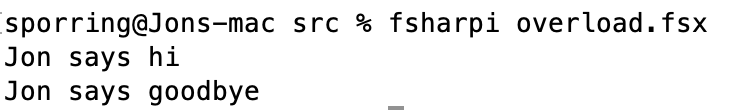 sporring@Jons-mac src % fsharpi overload.fsx
Jon says hi
Jon says goodbye